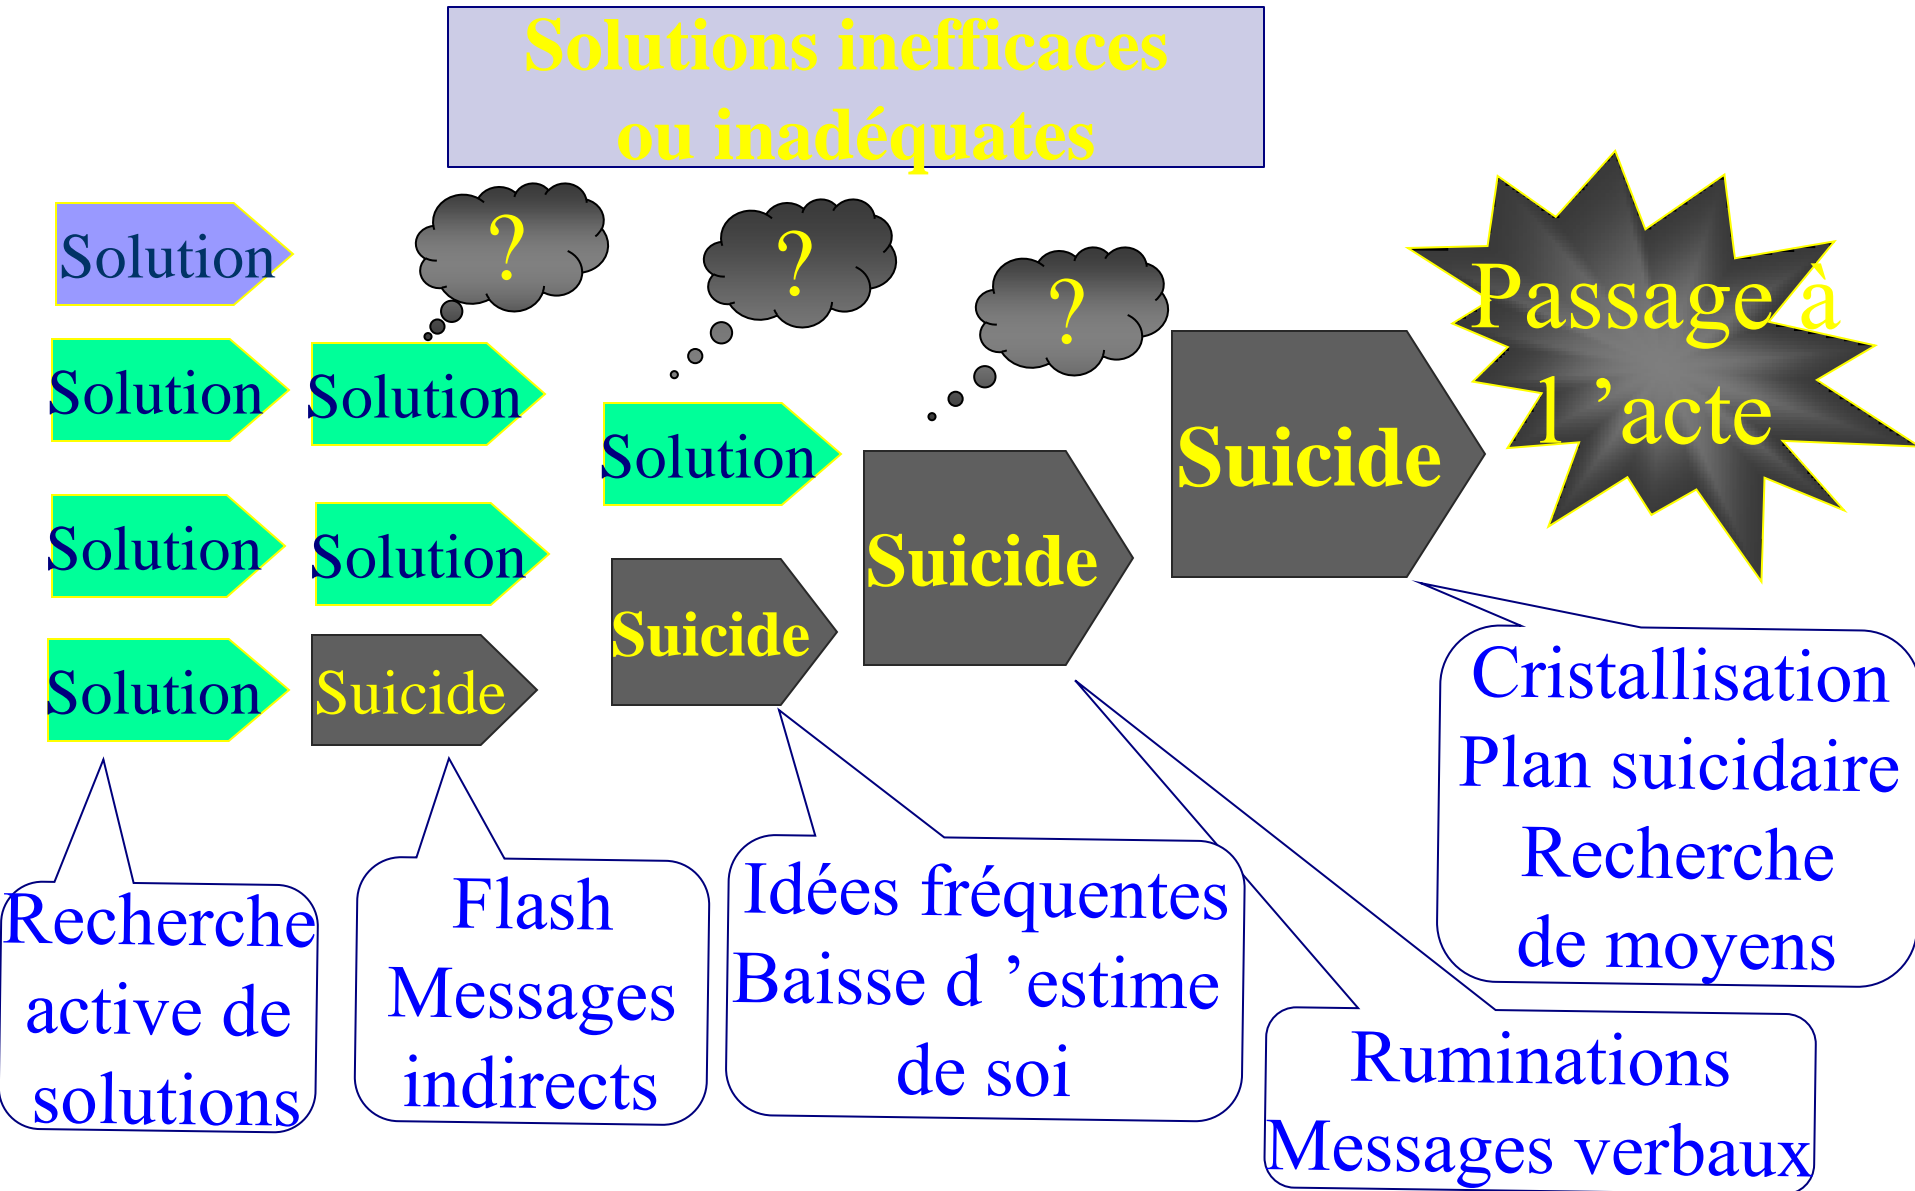 Solutions inefficaces
ou inadéquates
Solution
Solution
Solution
Solution
?
Solution
Solution
Suicide
?
Solution
Suicide
?
Suicide
Suicide
Passage à
l ’acte
Recherche
active de
solutions
Flash
Messages
indirects
Idées fréquentes
Baisse d ’estime
de soi
Ruminations
Messages verbaux
Cristallisation
Plan suicidaire
Recherche
de moyens